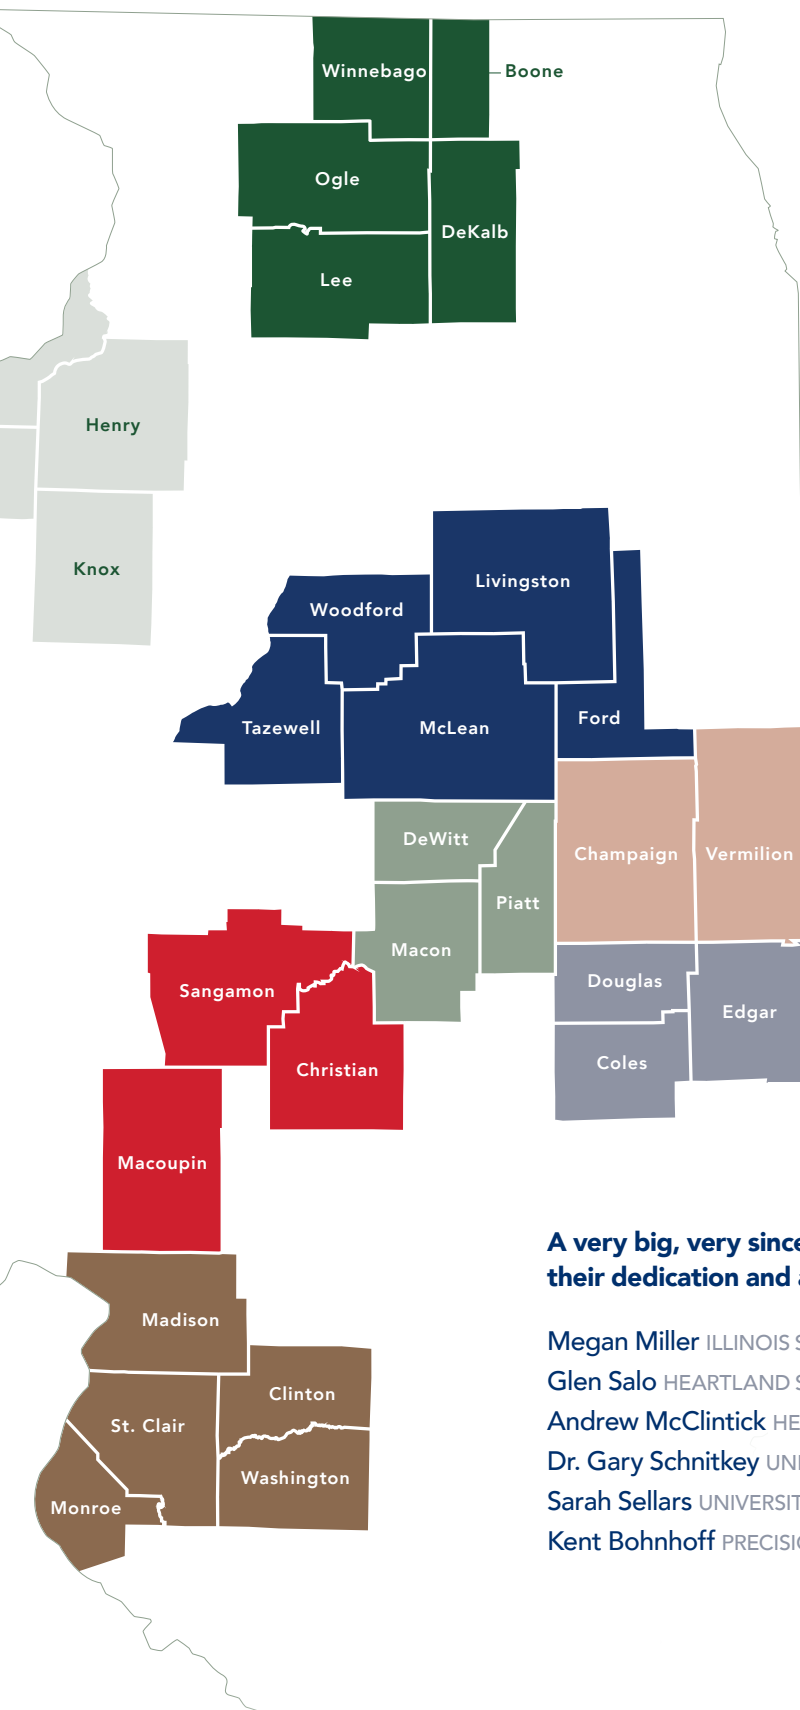 Winnebago
Boone
Ogle
DeKalb
Lee
Henry
Knox
Livingston
Woodford
Ford
Tazewell
McLean
DeWitt
Champaign
Vermilion
Piatt
Macon
Douglas
Sangamon
Edgar
Coles
Christian
Macoupin
A very big, very
their dedication and
Madison
Megan Miller ILLINOIS
Glen Salo HEARTLAND
Clinton
Andrew McClintick
St. Clair
Dr. Gary Schnitkey
Washington
Sarah Sellars
Monroe
Kent Bohnhoff